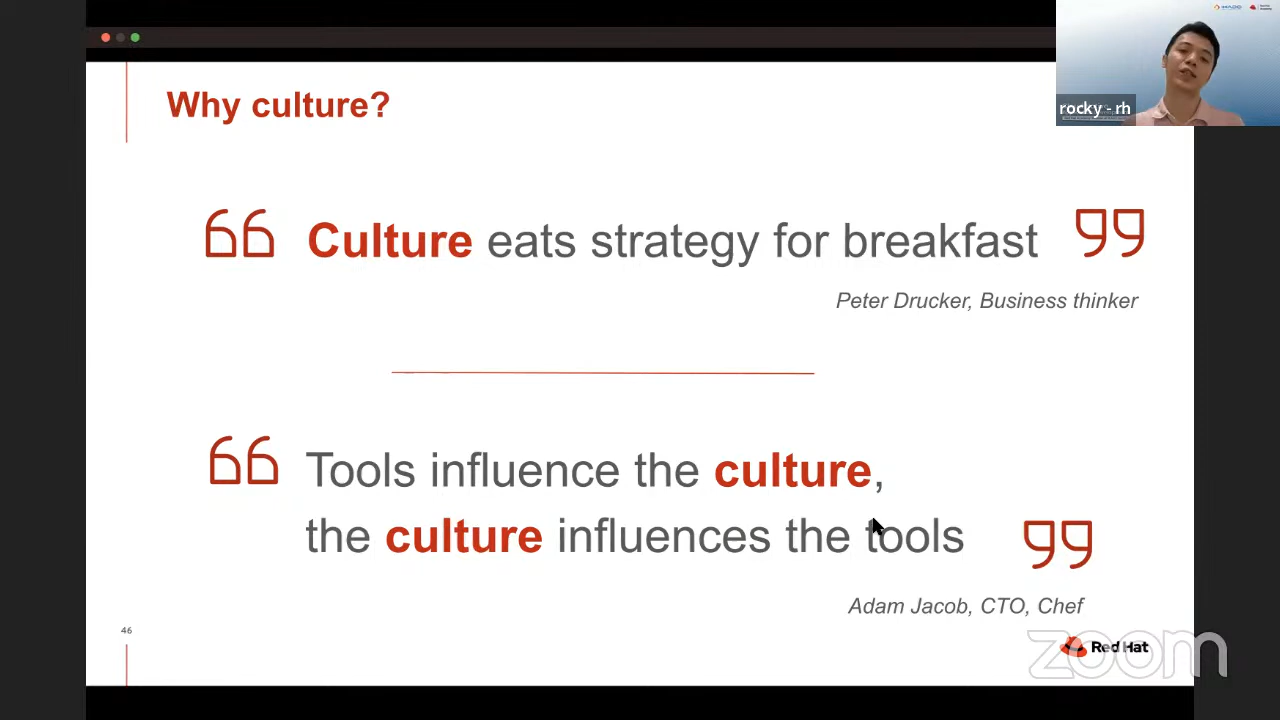 Why culture?
rocky - rh
Culture eats strategy for breakfast
Peter Drucker, Business thinker
Tools influence the culture,
the culture influences the tools
Adam Jacob, CTO, Chef
46
Red Hat
zoom